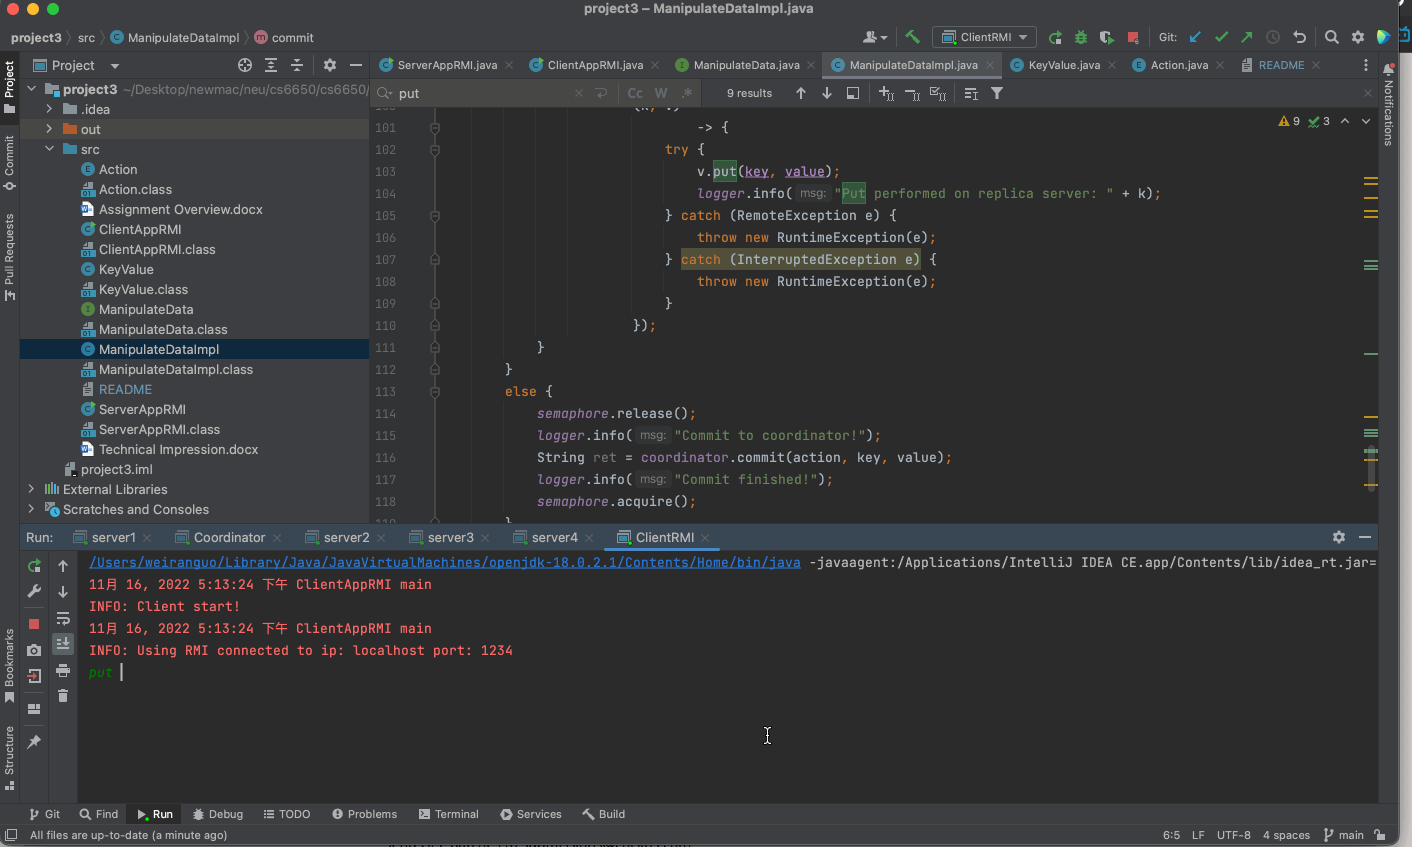 project3 – ManipulateDataImpl.java
project3 src ManipulateDataImpl commit
ClientRMI Git:
Project
ServerAppRMI.java ClientAppRMI.java ManipulateData.java ManipulateDataImpl.java KeyValue.java Action.java README
put Cc W .* 9 results
project3 ~/Desktop/newmac/neu/cs6650/cs6650/
.idea
out
src
Action
Action.class
Assignment Overview.docx
ClientAppRMI
ClientAppRMI.class
KeyValue
KeyValue.class
ManipulateData
ManipulateData.class
ManipulateDataImpl
ManipulateDataImpl.class
README
ServerAppRMI
ServerAppRMI.class
Technical Impression.docx
project3.iml
External Libraries
Scratches and Consoles
9 3
101 -> {
102 try {
103 v.put(key, value);
104 logger.info( msg: "Put performed on replica server: " + k);
105 } catch (RemoteException e) {
106 throw new RuntimeException(e);
107 } catch (InterruptedException e) {
108 throw new RuntimeException(e);
109 }
110 });
111 }
112 }
113 else {
114 semaphore.release();
115 logger.info( msg: "Commit to coordinator!");
116 String ret = coordinator.commit(action, key, value);
117 logger.info( msg: "Commit finished!");
118 semaphore.acquire();
Project
Commit
Pull Requests
Bookmarks
Structure
Notifications
Run: server1 Coordinator server2 server3 server4 ClientRMI
/Users/weiranguo/Library/Java/JavaVirtualMachines/openjdk-18.0.2.1/Contents/Home/bin/java -javaagent:/Applications/IntelliJ IDEA CE.app/Contents/lib/idea_rt.jar=
11月 16, 2022 5:13:24 下午 ClientAppRMI main
INFO: Client start!
11月 16, 2022 5:13:24 下午 ClientAppRMI main
INFO: Using RMI connected to ip: localhost port: 1234
put
Git Find Run Debug TODO Problems Terminal Services Build
All files are up-to-date (a minute ago) 6:5 LF UTF-8 4 spaces main